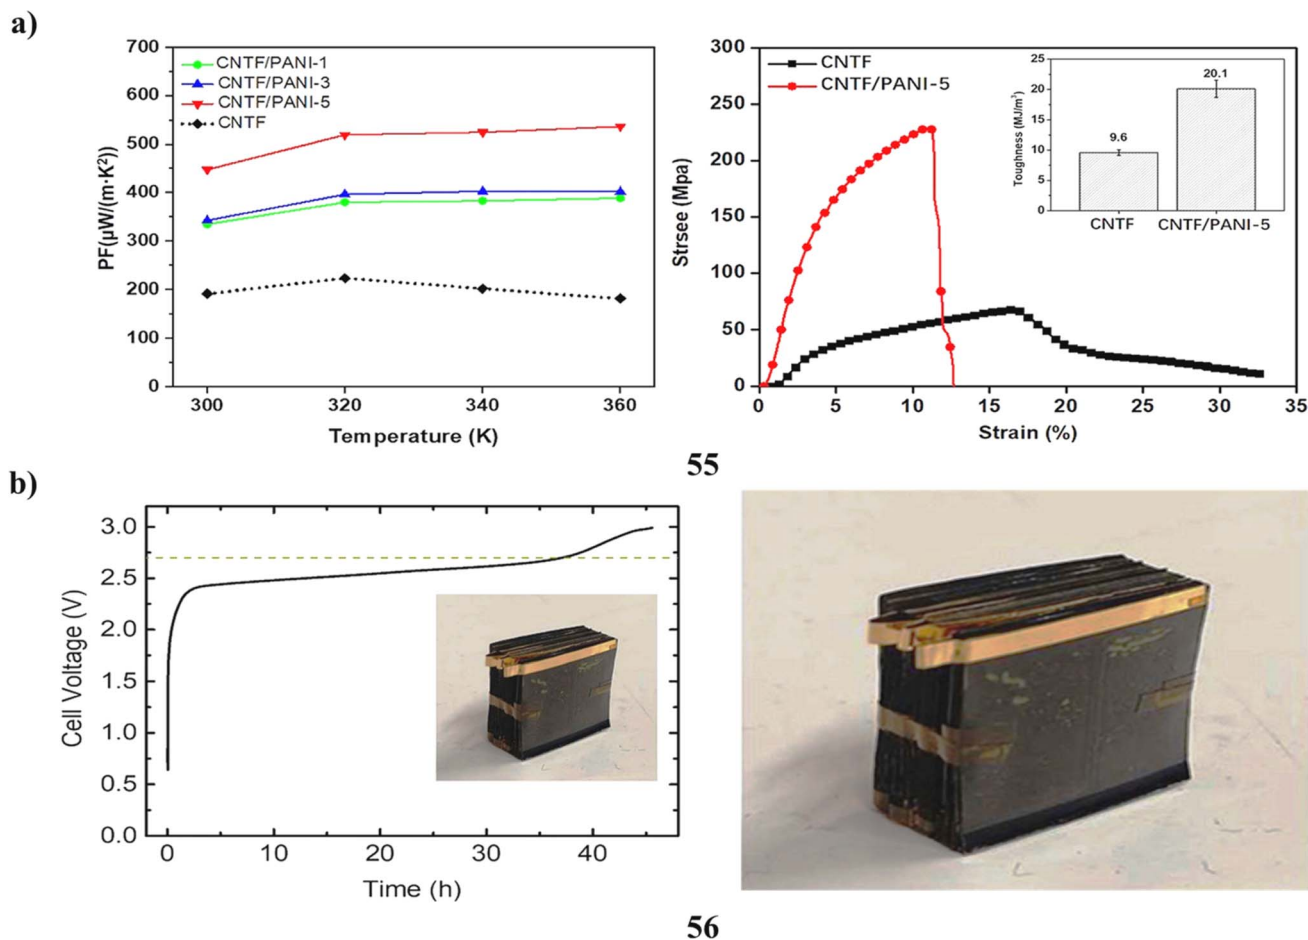 a)
700
600
500
400
300
200
100
0
PF(µW/(m·K²))
CNTF/PANI-1
CNTF/PANI-3
CNTF/PANI-5
CNTF
300 320 340 360
Temperature (K)
300
250
200
150
100
50
0
Strsee (Mpa)
CNTF
CNTF/PANI-5
25
20
15
10
5
0
Toughness (MJ/m³)
9.6
20.1
CNTF CNTF/PANI-5
0 5 10 15 20 25 30 35
Strain (%)
55
b)
3.0
2.5
2.0
1.5
1.0
0.5
0.0
Cell Voltage (V)
0 10 20 30 40
Time (h)
56